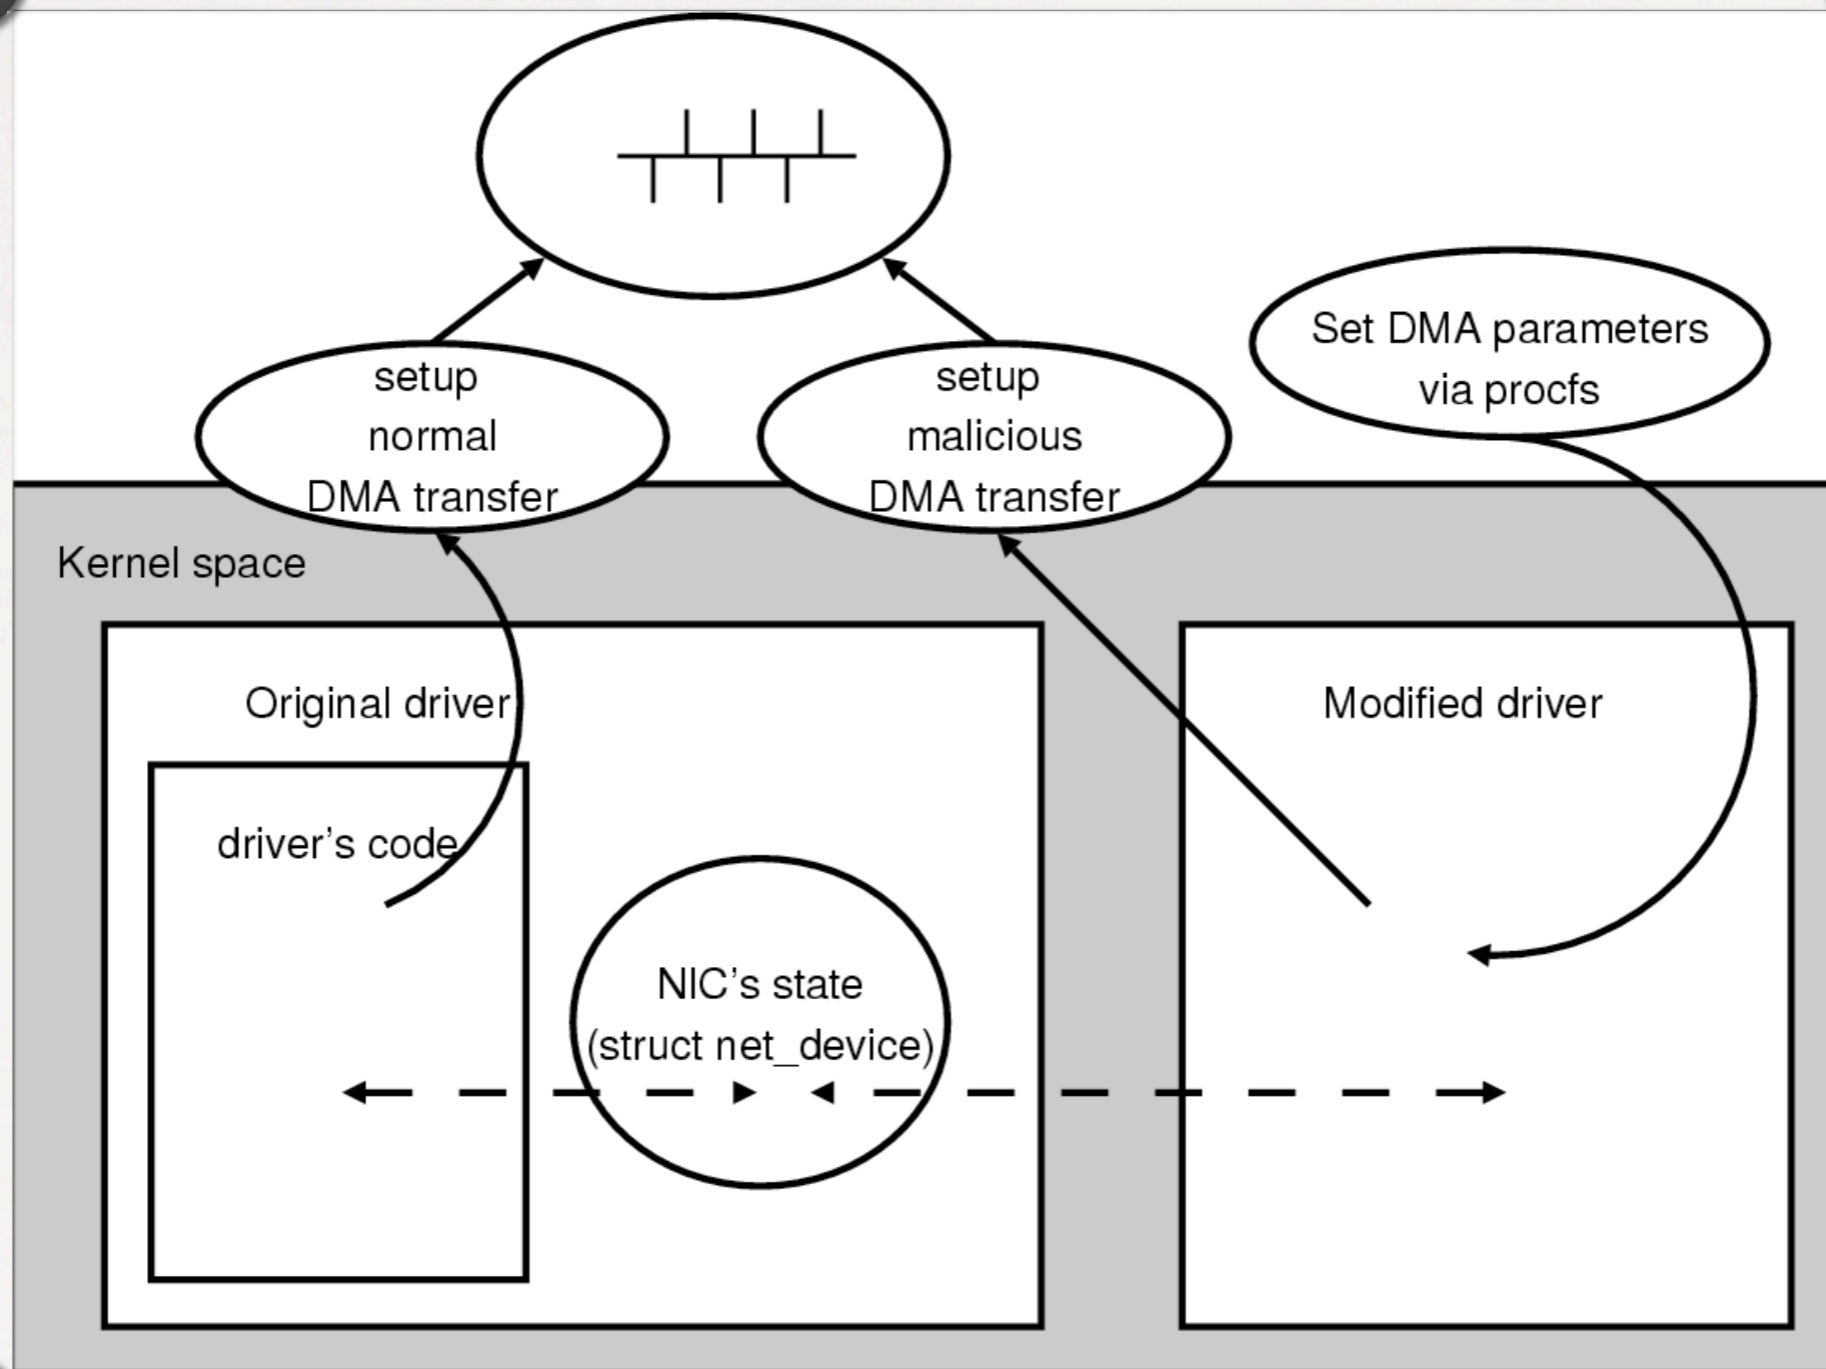 Set DMA parameters
via procfs
setup
normal
DMA transfer
setup
malicious
DMA transfer
Kernel space
Original driver
Modified driver
driver’s code
NIC’s state
(struct net_device)